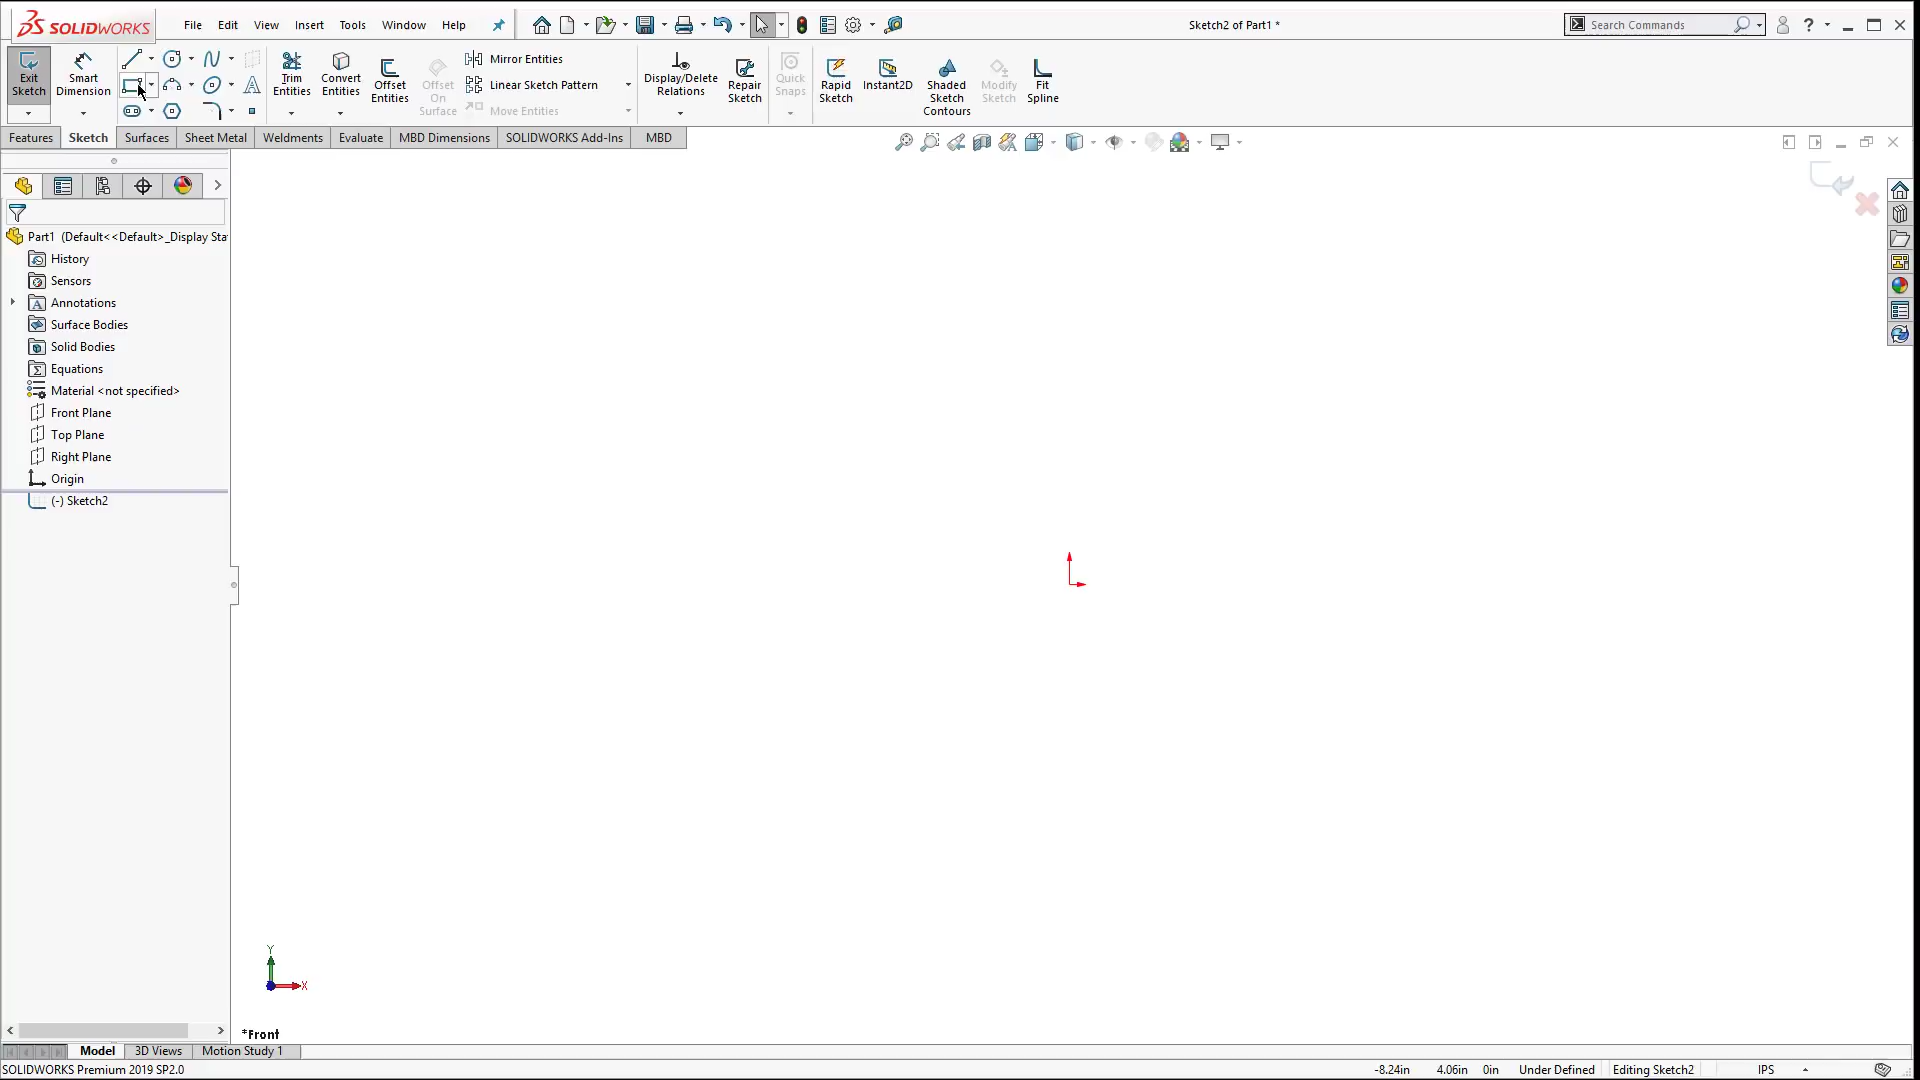 SOLIDWORKS File Edit View Insert Tools Window Help Sketch2 of Part1 * Search Commands ?
Exit Sketch
Smart Dimension
Trim Entities
Convert Entities
Offset Entities
Offset On Surface
Mirror Entities
Linear Sketch Pattern
Move Entities
Display/Delete Relations
Repair Sketch
Quick Snaps
Rapid Sketch
Instant2D
Shaded Sketch Contours
Modify Sketch
Fit Spline
Features Sketch Surfaces Sheet Metal Weldments Evaluate MBD Dimensions SOLIDWORKS Add-Ins MBD
Part1 (Default<<Default>_Display Sta
History
Sensors
Annotations
Surface Bodies
Solid Bodies
Equations
Material <not specified>
Front Plane
Top Plane
Right Plane
Origin
(-) Sketch2
Y
X
*Front
Model 3D Views Motion Study 1
SOLIDWORKS Premium 2019 SP2.0 -8.24in 4.06in 0in Under Defined Editing Sketch2 IPS